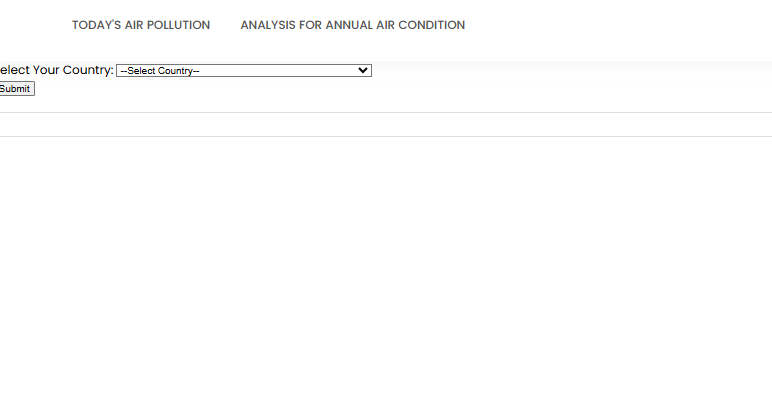 TODAY'S AIR POLLUTION ANALYSIS FOR ANNUAL AIR CONDITION
elect Your Country: --Select Country--
Submit